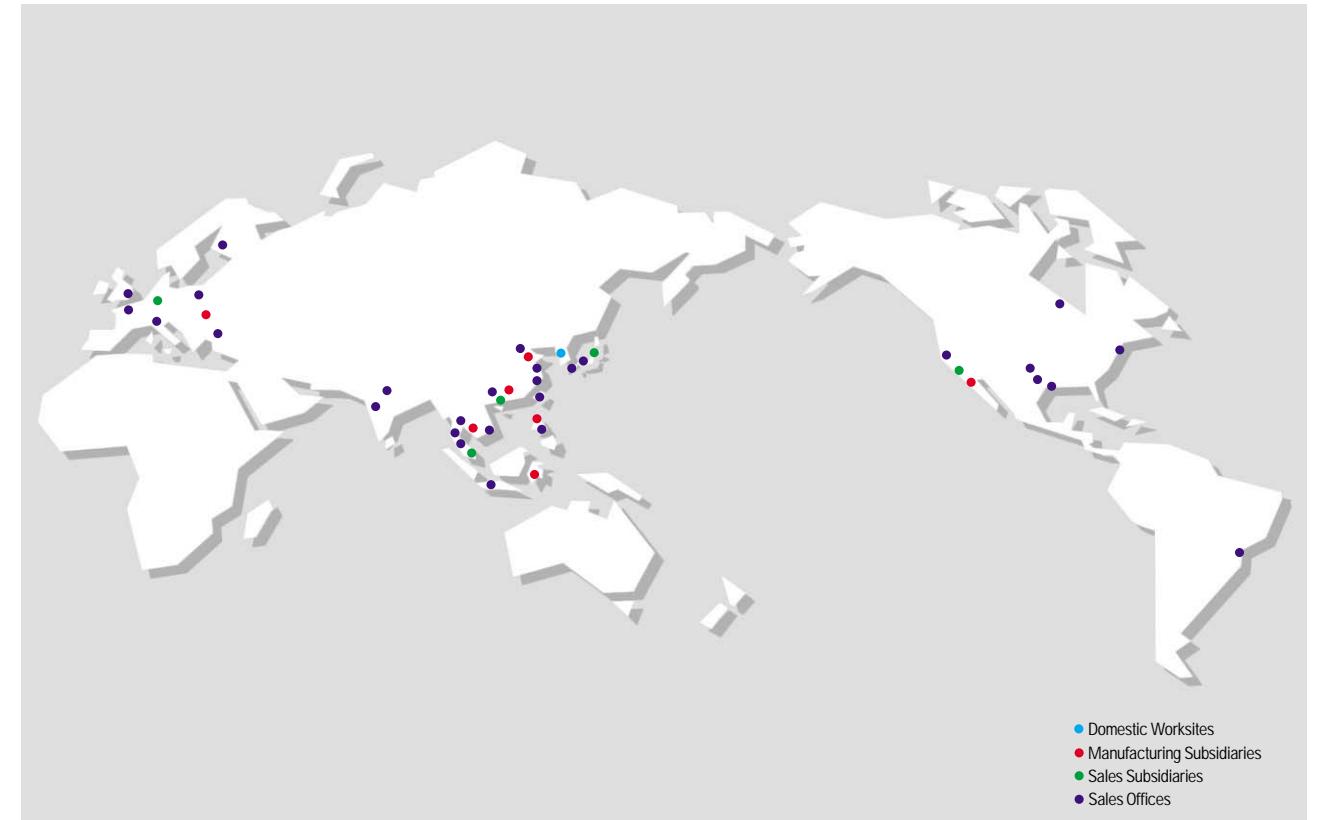 Domestic Worksites
Manufacturing Subsidiaries
Sales Subsidiaries
Sales Offices